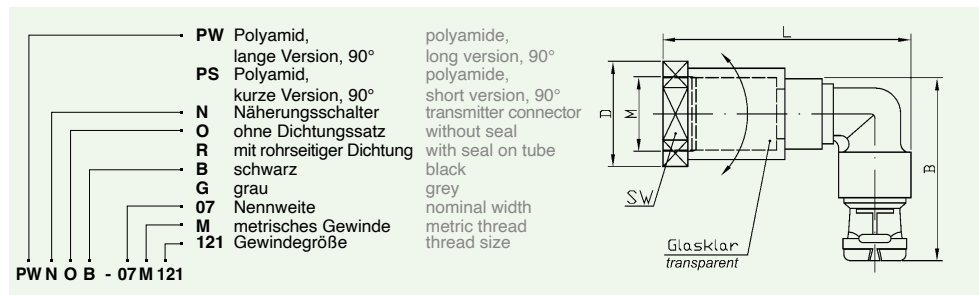 PW Polyamid, polyamide,
lange Version, 90° long version, 90°
PS Polyamid, polyamide,
kurze Version, 90° short version, 90°
N Näherungsschalter transmitter connector
O ohne Dichtungssatz without seal
R mit rohrseitiger Dichtung with seal on tube
B schwarz black
G grau grey
07 Nennweite nominal width
M metrisches Gewinde metric thread
121 Gewindegröße thread size
PW N O B - 07 M 121
L
D
M
B
SW
Glasklar
transparent